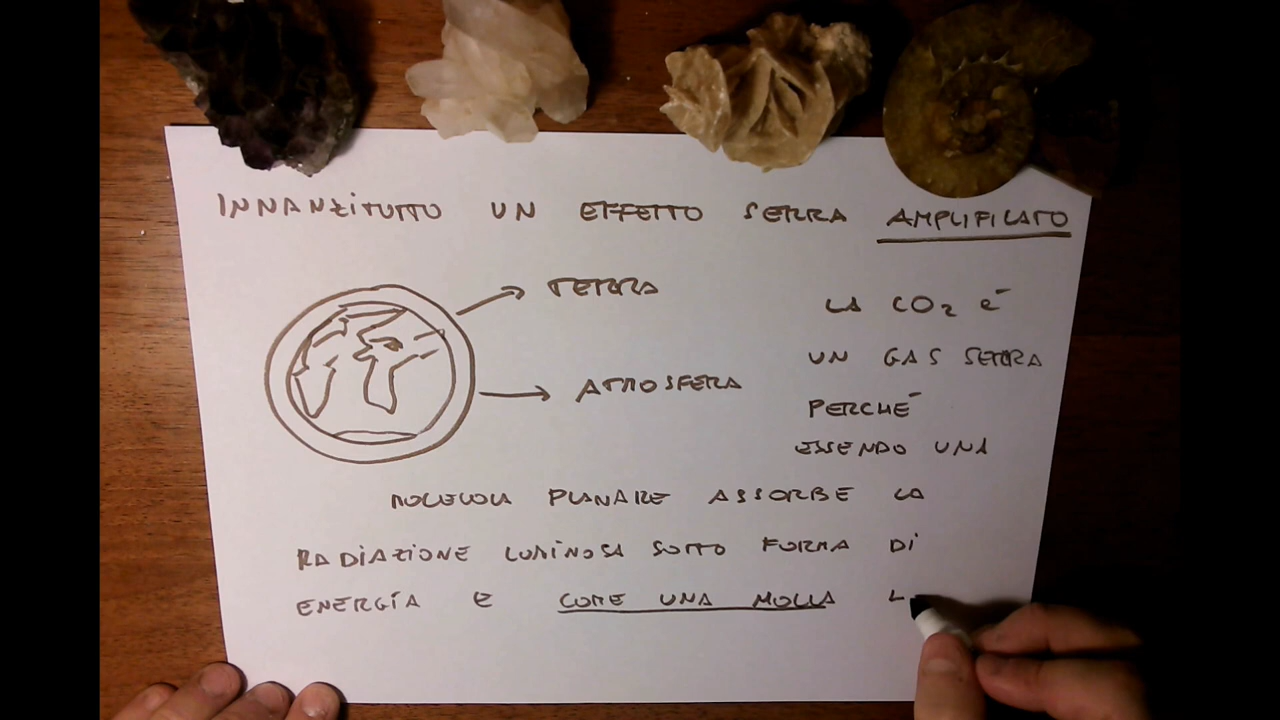 INNANZITUTTO UN EFFETTO SERRA AMPLIFICATO
TERRA
ATMOSFERA
LA CO2 È
UN GAS SERRA
PERCHÉ
ESSENDO UNA
MOLECOLA PLANARE ASSORBE LA
RADIAZIONE LUMINOSA SOTTO FORMA DI
ENERGÍA E COME UNA MOLLA